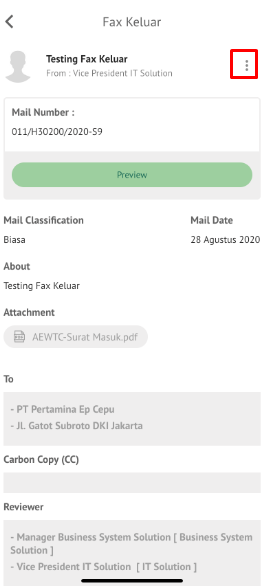 Fax Keluar
Testing Fax Keluar
From : Vice President IT Solution
Mail Number :
011/H30200/2020-S9
Preview
Mail Classification
Mail Date
Biasa
28 Agustus 2020
About
Testing Fax Keluar
Attachment
AEWTC-Surat Masuk.pdf
To
- PT Pertamina Ep Cepu
- JL. Gatot Subroto DKI Jakarta
Carbon Copy (CC)
Reviewer
- Manager Business System Solution [ Business System
Solution ]
- Vice President IT Solution [ IT Solution ]